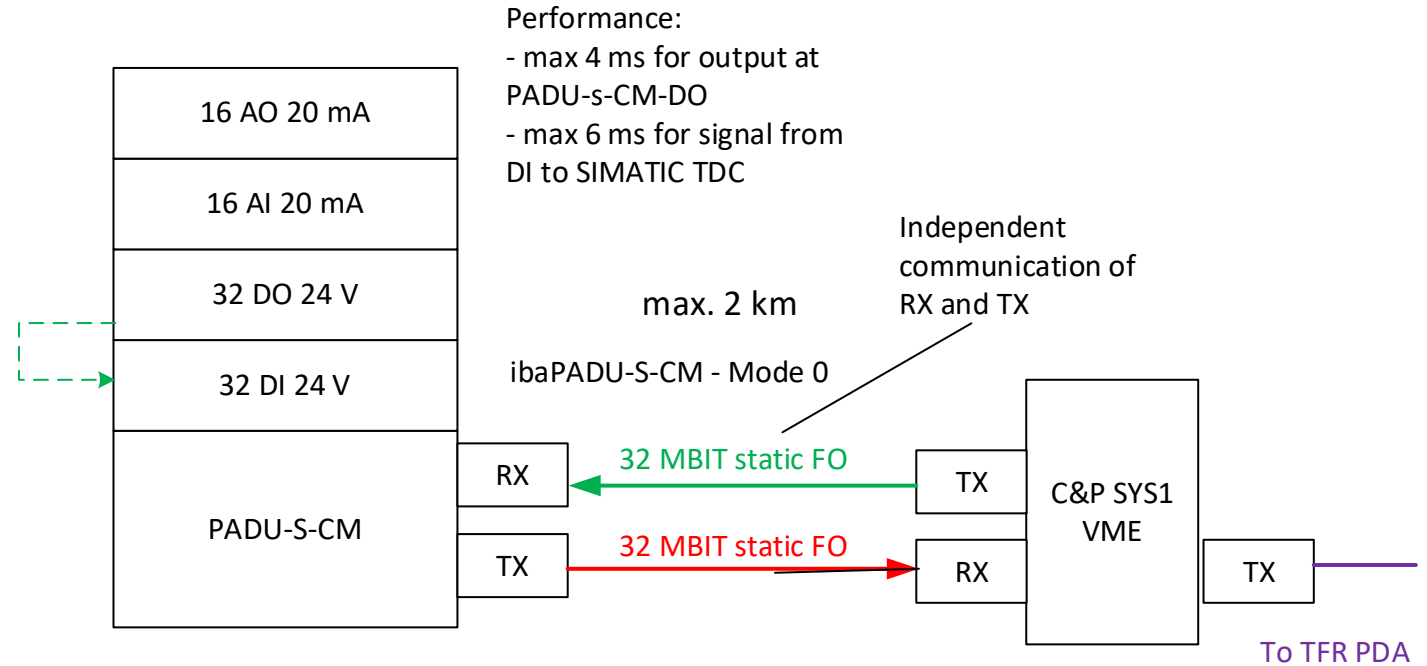 Performance:
- max 4 ms for output at
PADU-s-CM-DO
- max 6 ms for signal from
DI to SIMATIC TDC
16 AO 20 mA
16 AI 20 mA
32 DO 24 V
32 DI 24 V
PADU-S-CM
Independent
communication of
RX and TX
max. 2 km
ibaPADU-S-CM - Mode 0
RX
32 MBIT static FO
TX
TX
32 MBIT static FO
RX
C&P SYS1
VME
TX
To TFR PDA